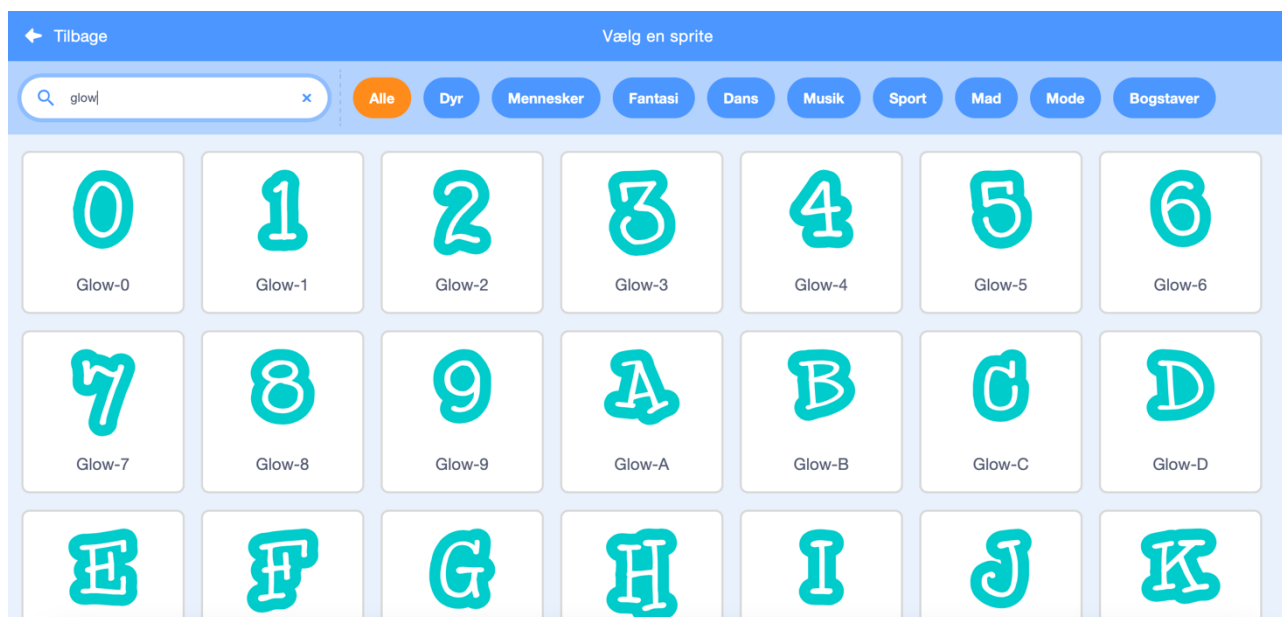 Tilbage
Vælg en sprite
glow
Alle Dyr Mennesker Fantasi Dans Musik Sport Mad Mode Bogstaver
0 1 2 3 4 5 6
Glow-0 Glow-1 Glow-2 Glow-3 Glow-4 Glow-5 Glow-6
7 8 9 A B C D
Glow-7 Glow-8 Glow-9 Glow-A Glow-B Glow-C Glow-D
E F G H I J K